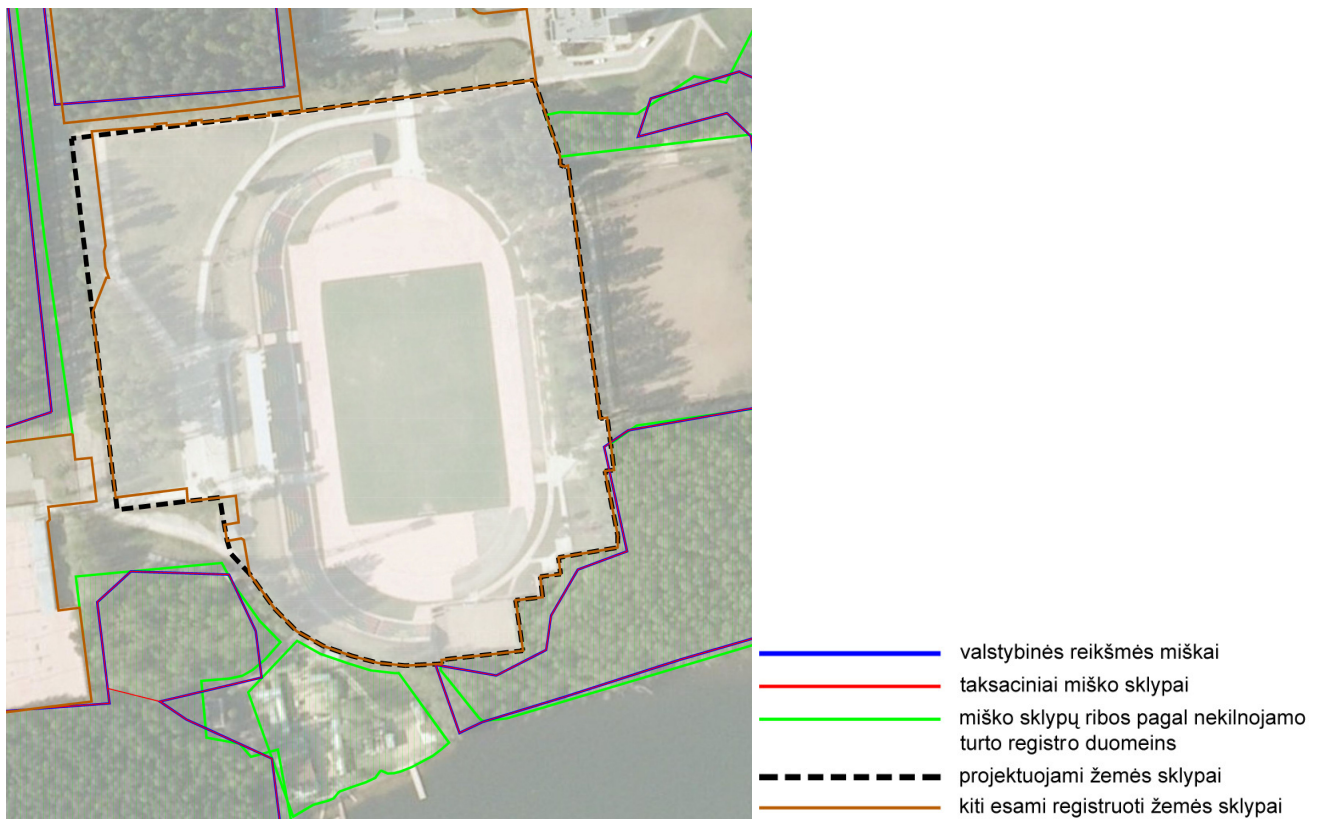 valstybinės reikšmės miškai
taksaciniai miško sklypai
miško sklypų ribos pagal nekilnojamo
turto registro duomeins
projektuojami žemės sklypai
kiti esami registruoti žemės sklypai